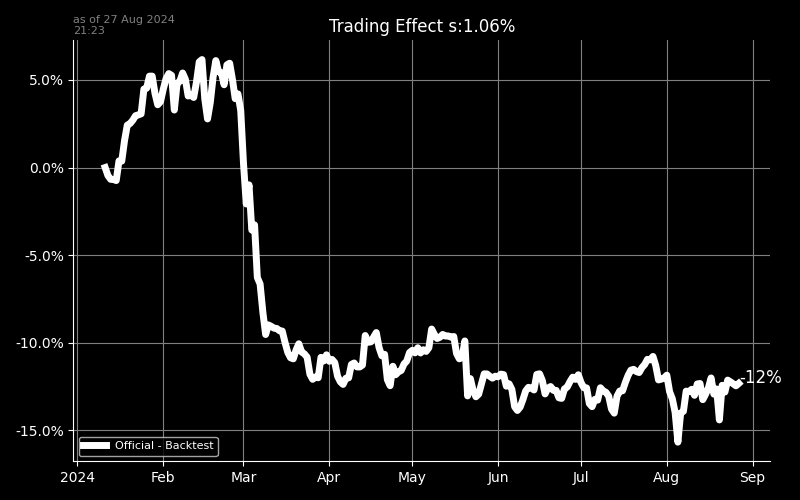 as of 27 Aug 2024
21:23
Trading Effect s:1.06%
5.0%
0.0%
-5.0%
-10.0%
-15.0%
-12%
Official - Backtest
2024 Feb Mar Apr May Jun Jul Aug Sep